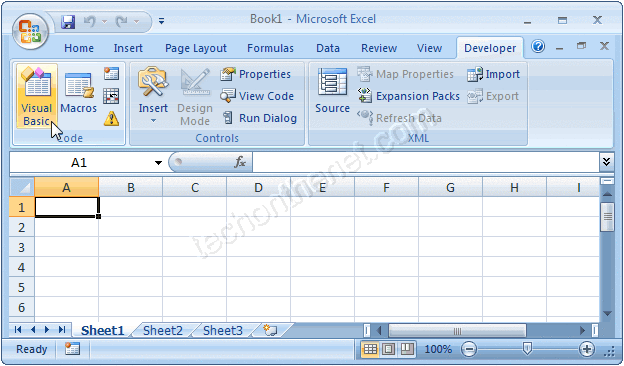 Book1 - Microsoft Excel
Home Insert Page Layout Formulas Data Review View Developer
Visual Basic
Macros
Code
Insert
Design Mode
Properties
View Code
Run Dialog
Controls
Source
Map Properties
Expansion Packs
Refresh Data
Import
Export
XML
A1 fx
A B C D E F G H I
1
2
3
4
5
6
Sheet1 Sheet2 Sheet3
Ready 100%
techonthenet.com